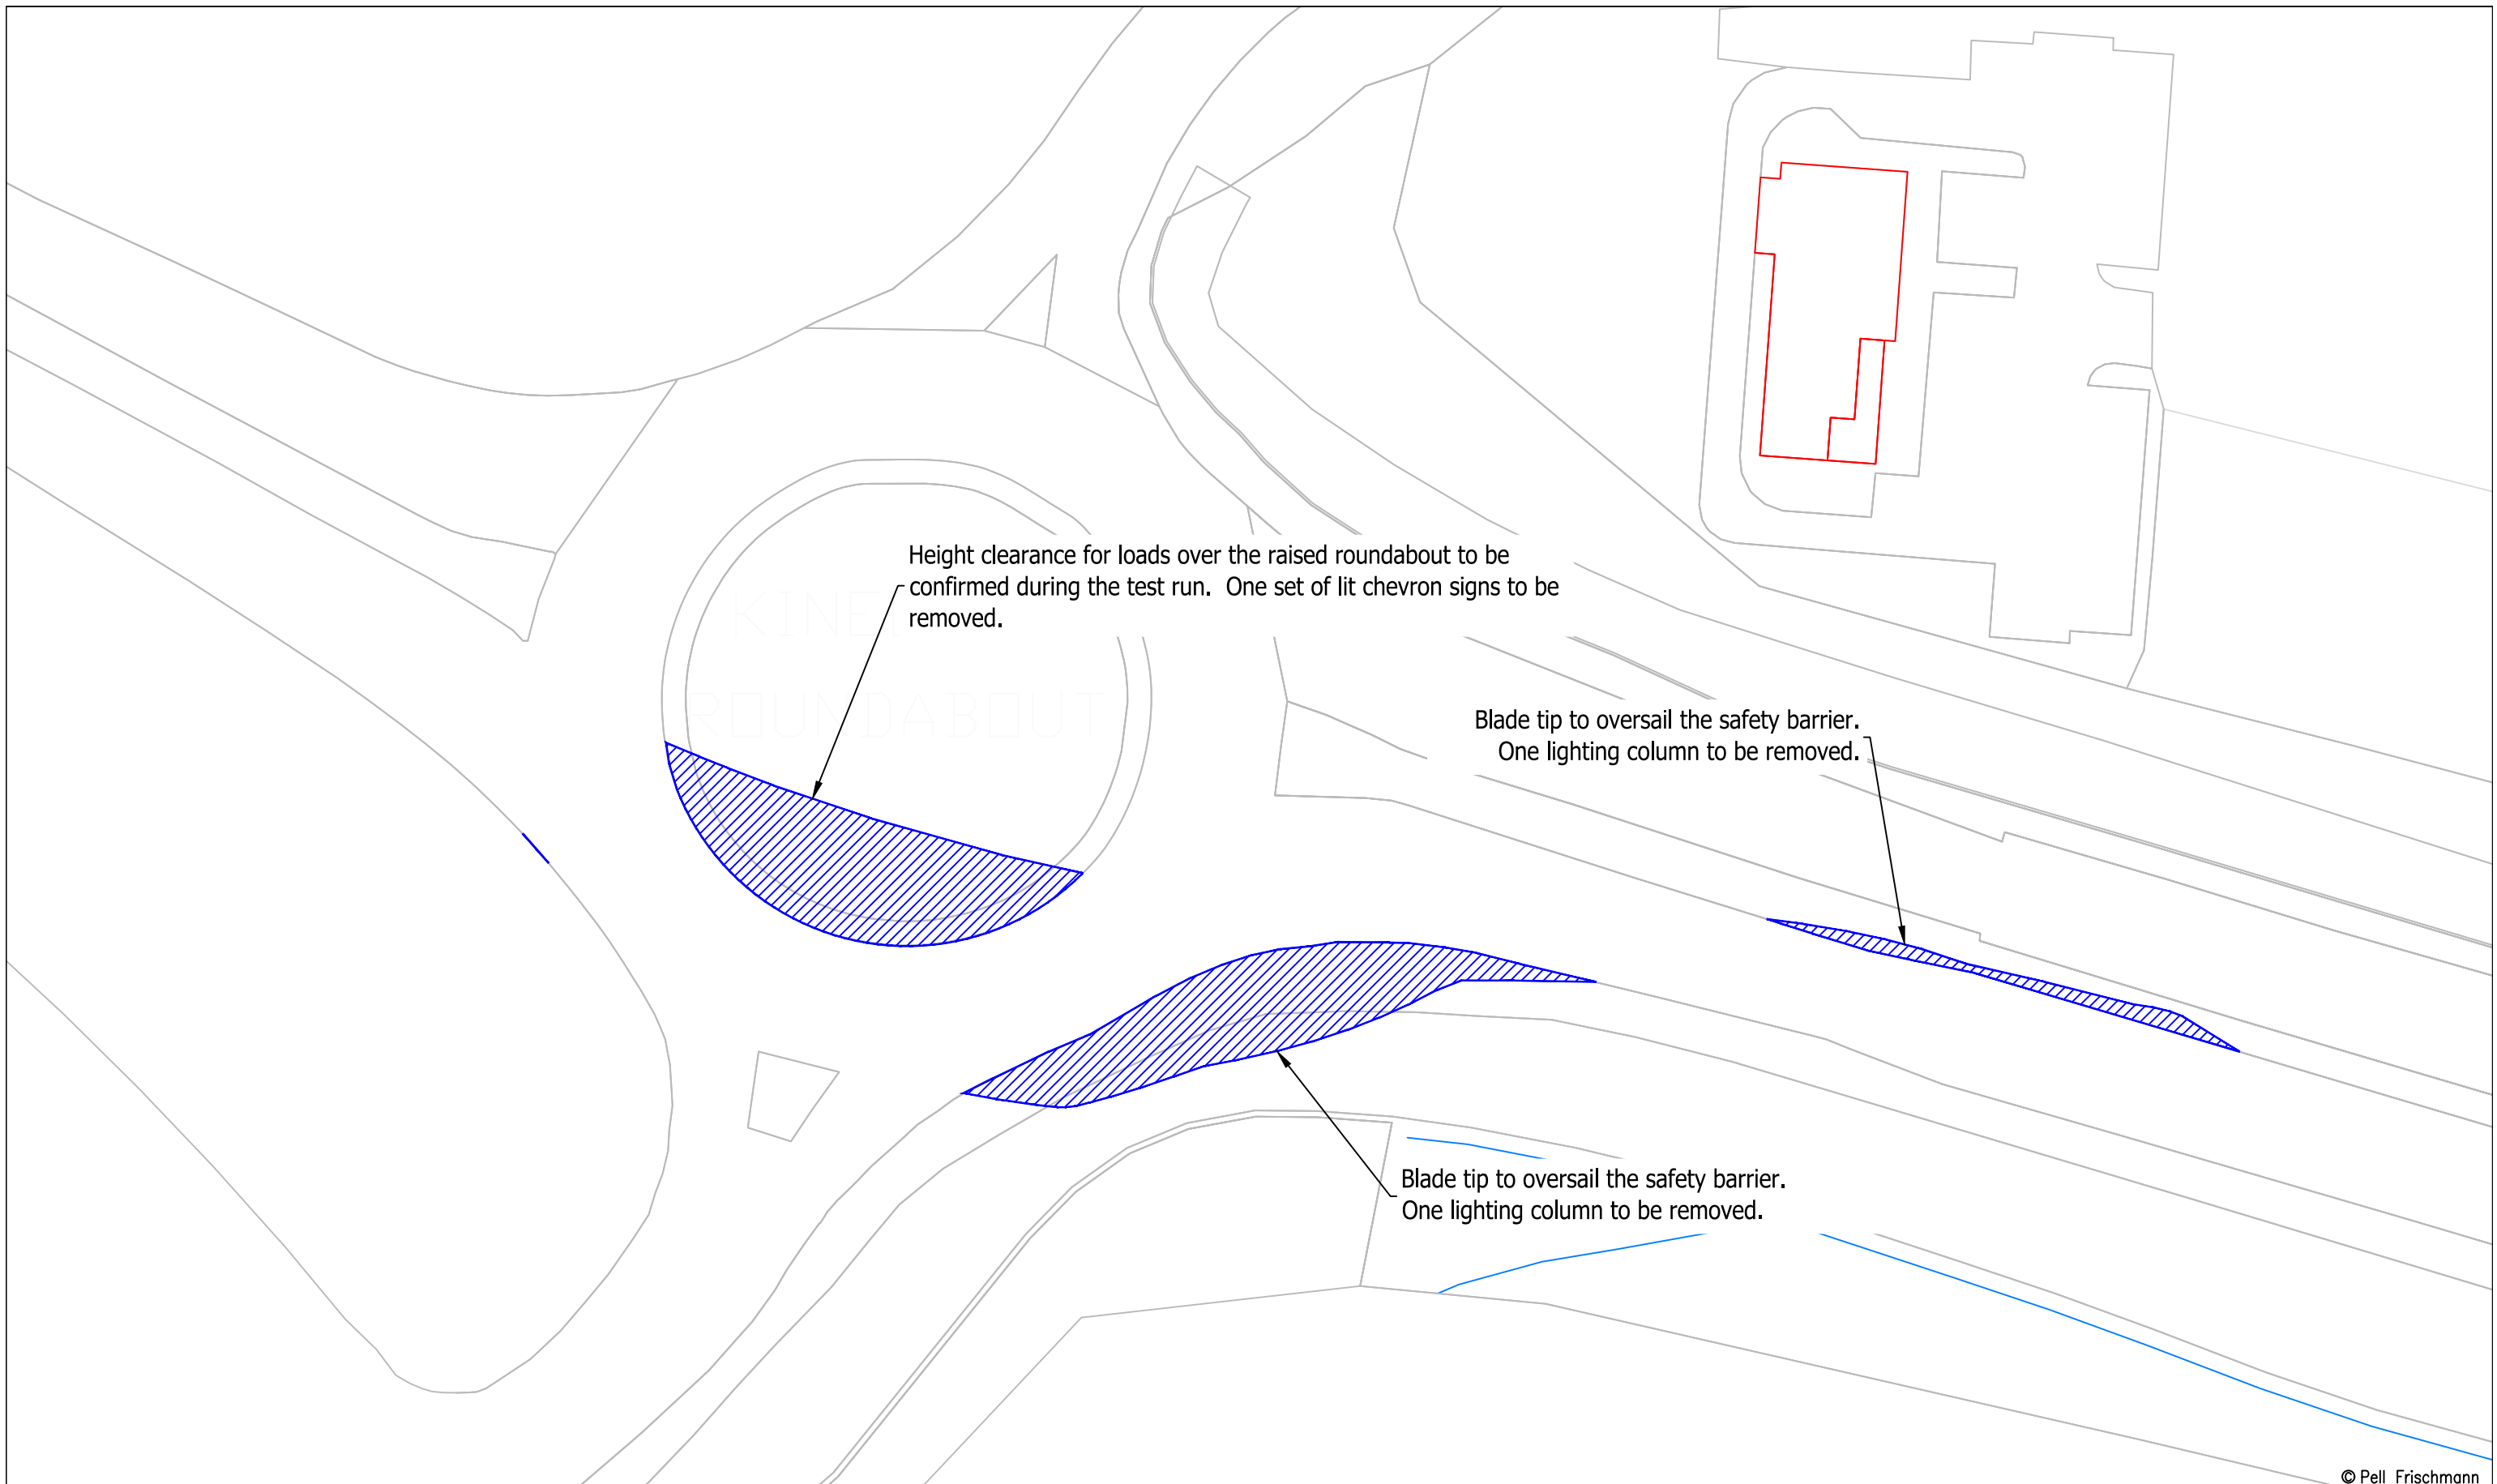 Height clearance for loads over the raised roundabout to be
confirmed during the test run. One set of lit chevron signs to be
removed.
ROUNDABOUT
Blade tip to oversail the safety barrier.
One lighting column to be removed.
Blade tip to oversail the safety barrier.
One lighting column to be removed.
© Pell Frischmann